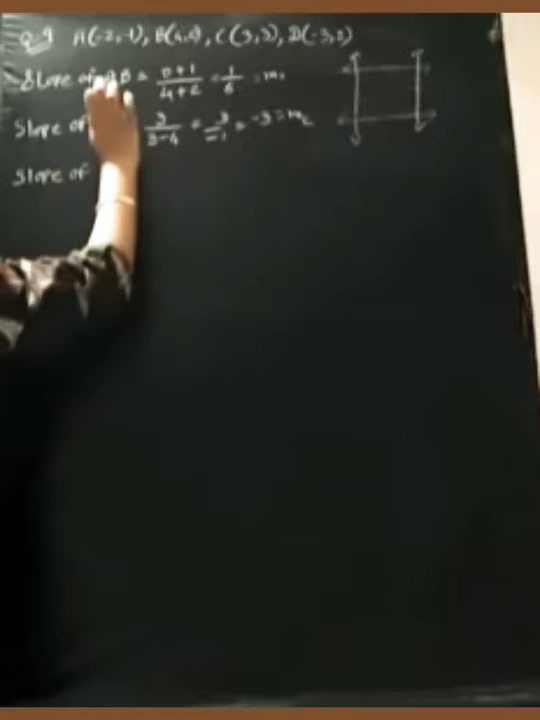 Q-9 A(-2,-1), B(4,0), C(3,3), D(-3,2)
Slope of AB = 0+1/4+2 = 1/6 = m₁
Slope of 3/3-4 = 3/-1 = -3 = m₂
Slope of